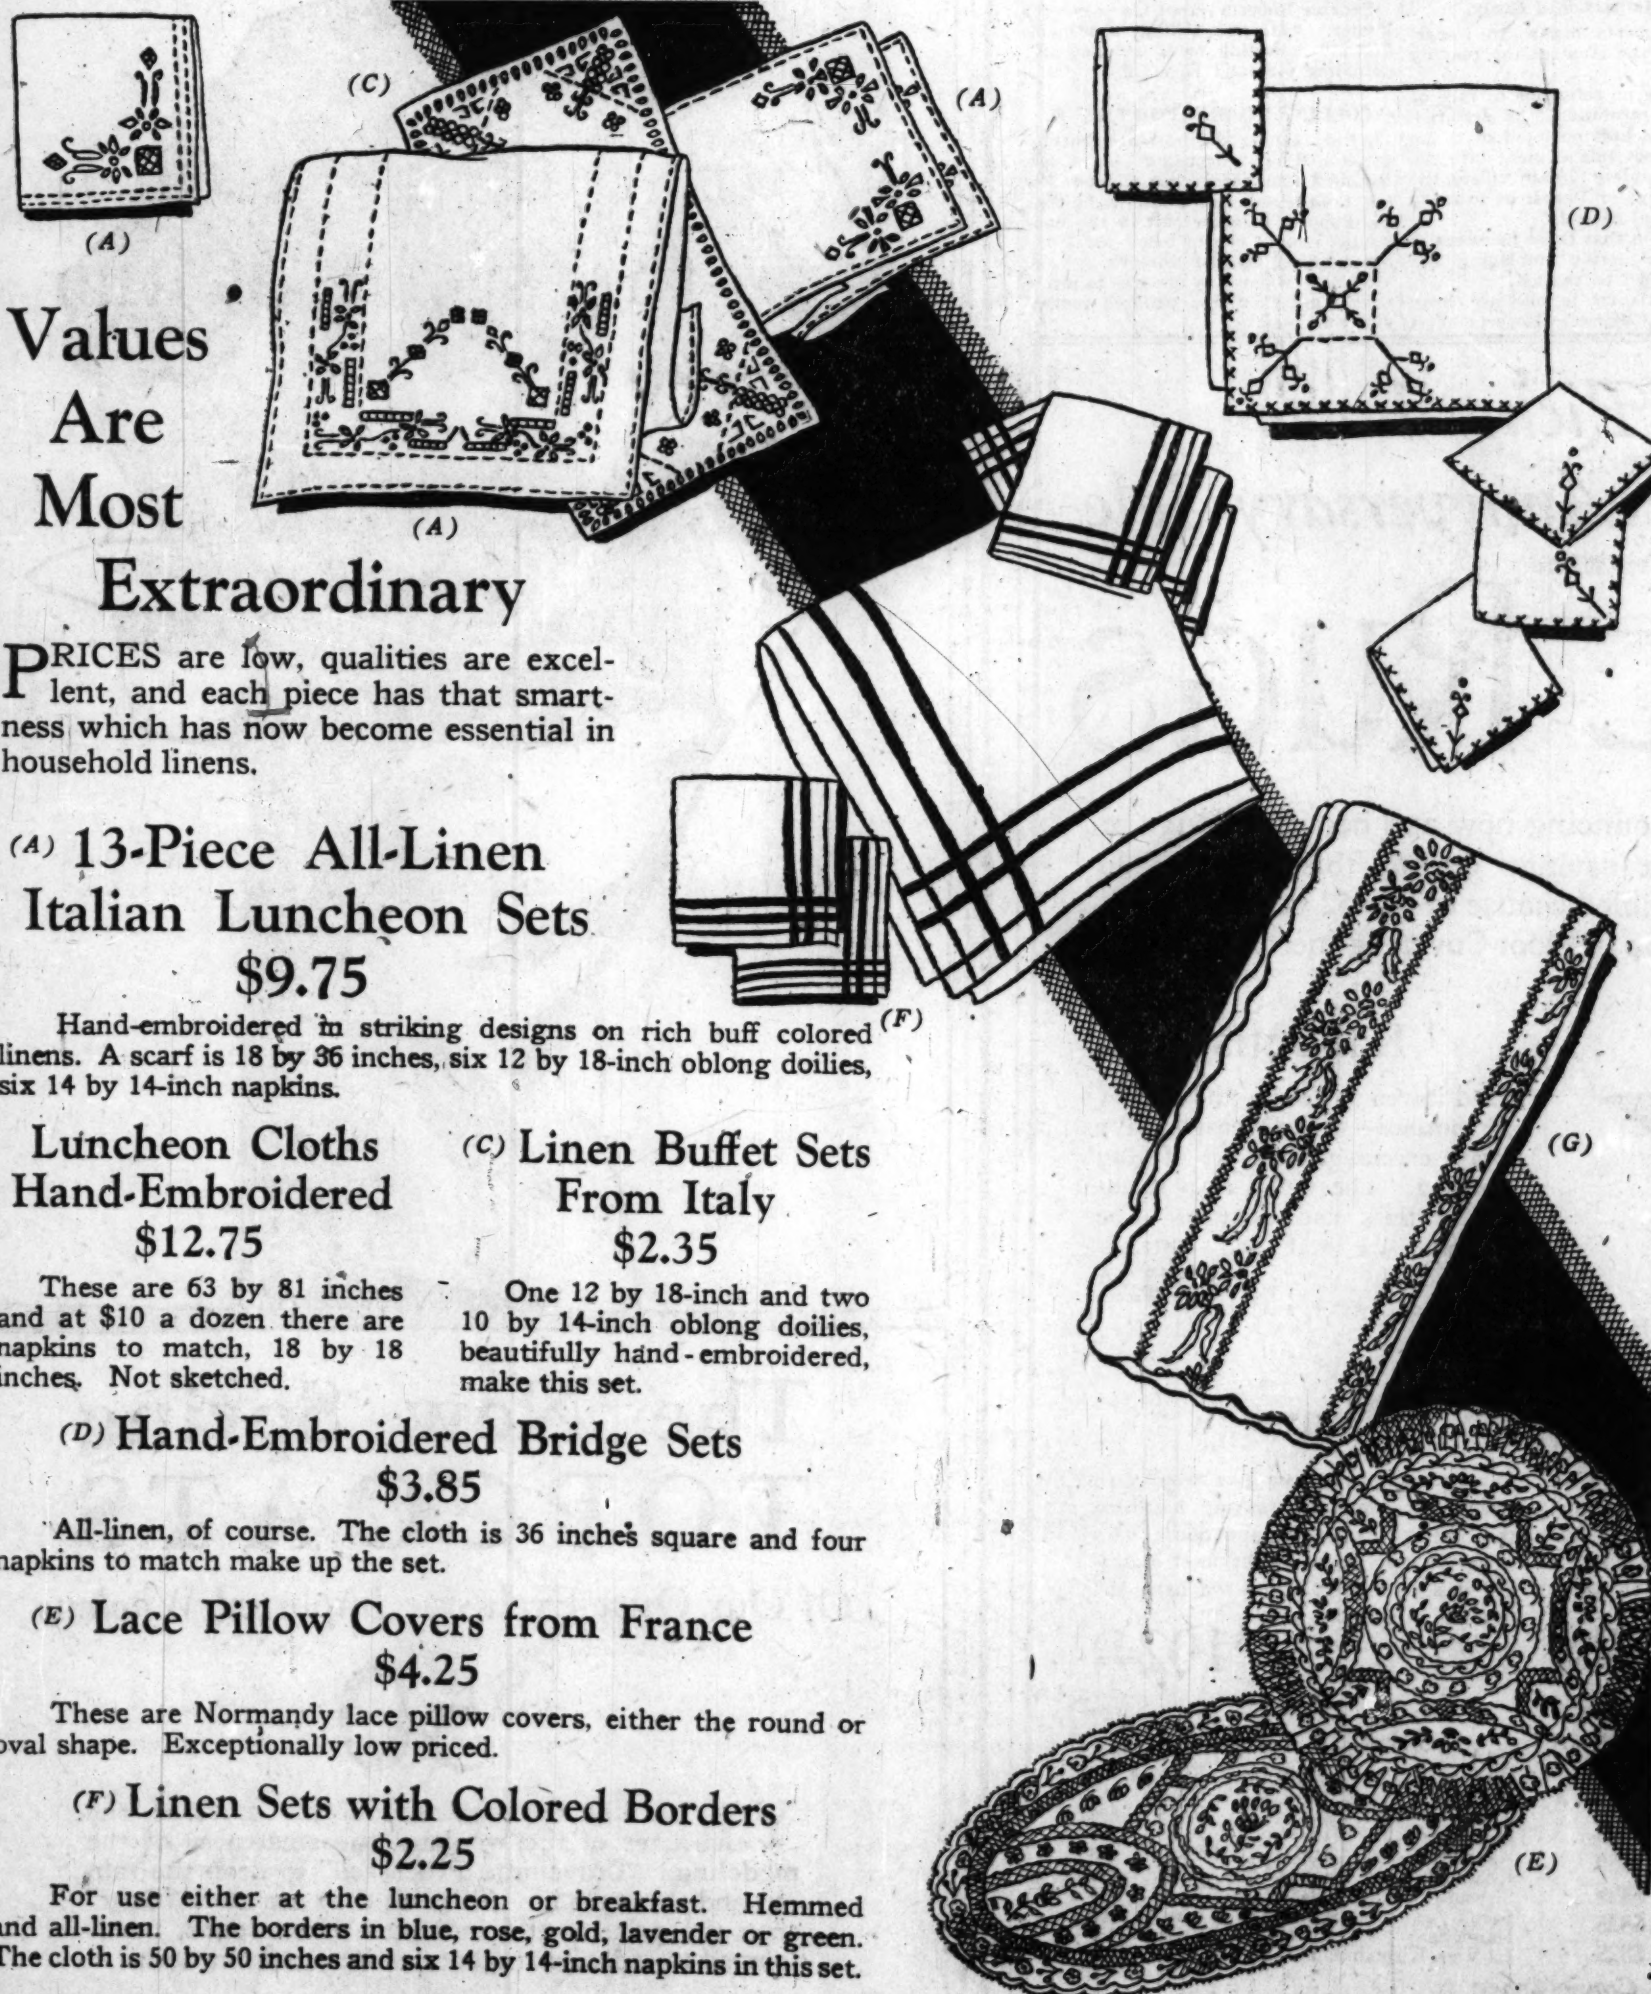 (A)
(C)
(A)
(D)
(A)
Values
Are
Most
Extraordinary
PRICES are low, qualities are excel-
lent, and each piece has that smart-
ness which has now become essential in
household linens.
(A) 13-Piece All-Linen
Italian Luncheon Sets
$9.75
Hand-embroidered in striking designs on rich buff colored
linens. A scarf is 18 by 36 inches, six 12 by 18-inch oblong doilies,
six 14 by 14-inch napkins.
(F)
Luncheon Cloths
Hand-Embroidered
$12.75
These are 63 by 81 inches
and at $10 a dozen there are
napkins to match, 18 by 18
inches. Not sketched.
(C) Linen Buffet Sets
From Italy
$2.35
One 12 by 18-inch and two
10 by 14-inch oblong doilies,
beautifully hand-embroidered,
make this set.
(G)
(D) Hand-Embroidered Bridge Sets
$3.85
All-linen, of course. The cloth is 36 inches square and four
napkins to match make up the set.
(E) Lace Pillow Covers from France
$4.25
These are Normandy lace pillow covers, either the round or
oval shape. Exceptionally low priced.
(F) Linen Sets with Colored Borders
$2.25
For use either at the luncheon or breakfast. Hemmed
and all-linen. The borders in blue, rose, gold, lavender or green.
The cloth is 50 by 50 inches and six 14 by 14-inch napkins in this set.
(E)